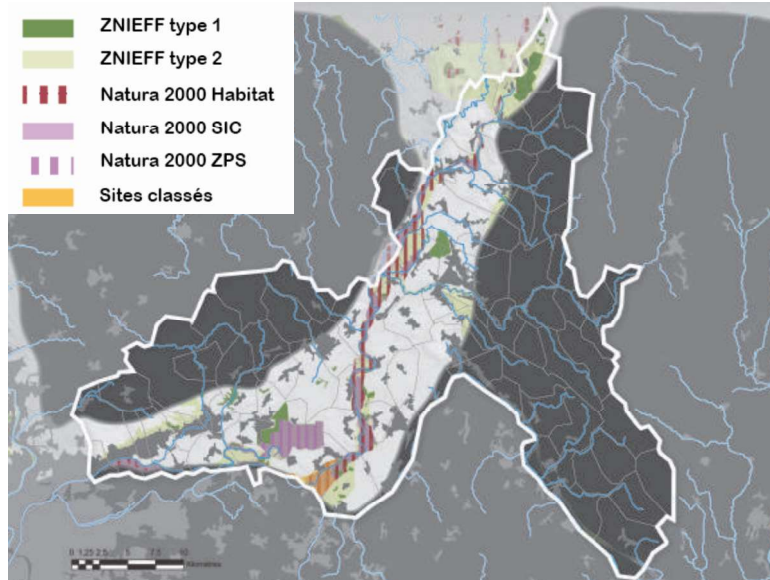 ZNIEFF type 1
ZNIEFF type 2
Natura 2000 Habitat
Natura 2000 SIC
Natura 2000 ZPS
Sites classés
0 1,25 2,5 5 7,5 10
Kilomètres